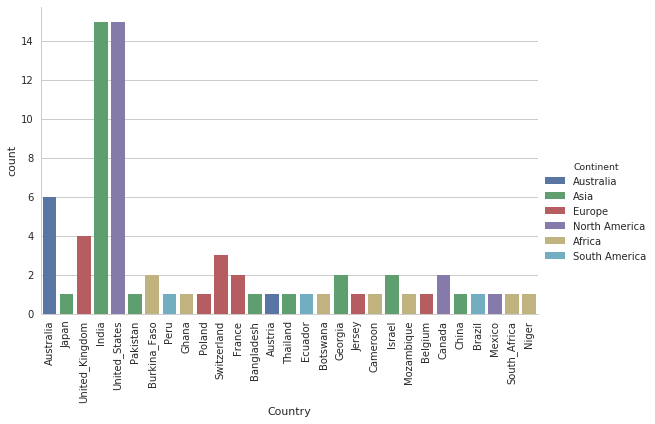 14
12
10
8
6
4
2
0
count
Australia
Japan
United_Kingdom
India
United_States
Pakistan
Burkina_Faso
Peru
Ghana
Poland
Switzerland
France
Bangladesh
Austria
Thailand
Ecuador
Botswana
Georgia
Jersey
Cameroon
Israel
Mozambique
Belgium
Canada
China
Brazil
Mexico
South_Africa
Niger
Country
Continent
Australia
Asia
Europe
North America
Africa
South America